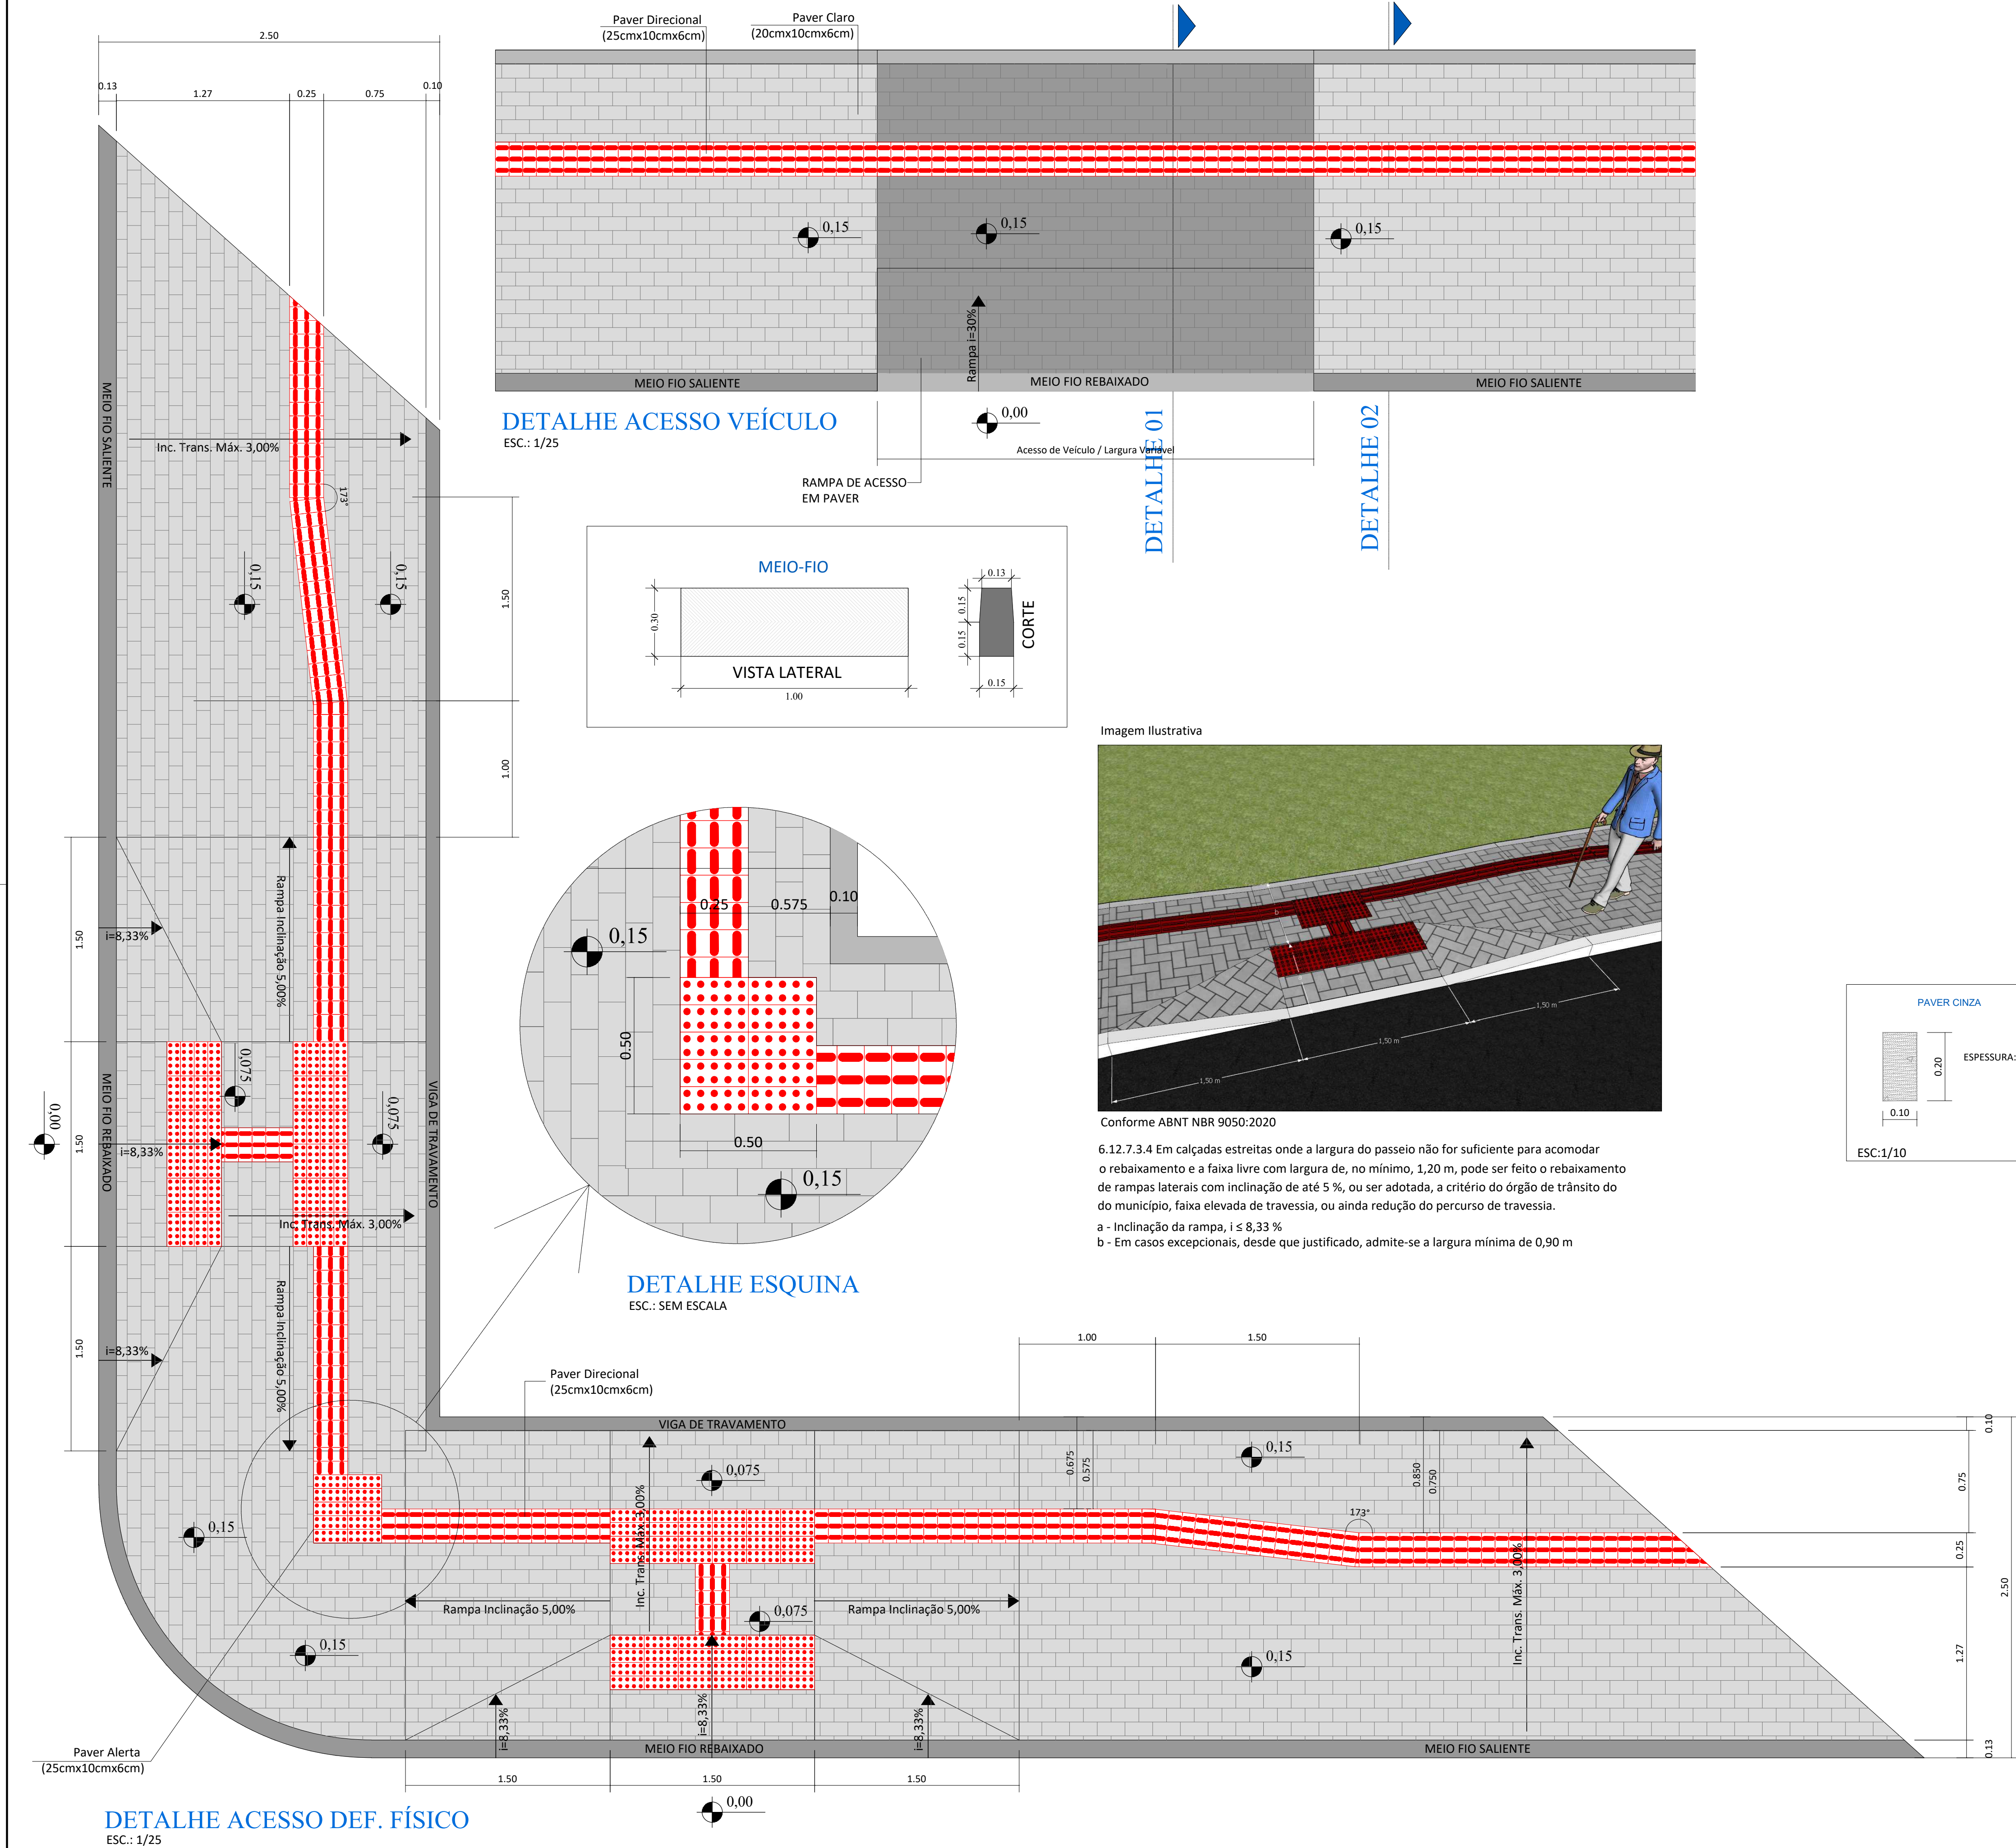 Paver Direcional
(25cmx10cmx6cm)
Paver Claro
(20cmx10cmx6cm)
2.50
0.13
1.27
0.25
0.75
0.10
0,15
0,15
0,15
Rampa i=30%
MEIO FIO SALIENTE
MEIO FIO REBAIXADO
MEIO FIO SALIENTE
DETALHE ACESSO VEÍCULO
ESC.: 1/25
0,00
Acesso de Veículo / Largura Variável
RAMPA DE ACESSO
EM PAVER
DETALHE 01
DETALHE 02
MEIO FIO SALIENTE
Inc. Trans. Máx. 3,00%
173°
0,15
0,15
1.50
1.00
MEIO-FIO
0.30
VISTA LATERAL
1.00
0.13
0.15
0.15
0.15
CORTE
Imagem Ilustrativa
b
1,50 m
1,50 m
1,50 m
Conforme ABNT NBR 9050:2020
6.12.7.3.4 Em calçadas estreitas onde a largura do passeio não for suficiente para acomodar
o rebaixamento e a faixa livre com largura de, no mínimo, 1,20 m, pode ser feito o rebaixamento
de rampas laterais com inclinação de até 5 %, ou ser adotada, a critério do órgão de trânsito do
do município, faixa elevada de travessia, ou ainda redução do percurso de travessia.
a - Inclinação da rampa, i ≤ 8,33 %
b - Em casos excepcionais, desde que justificado, admite-se a largura mínima de 0,90 m
PAVER CINZA
0.20
ESPESSURA:
0.10
ESC:1/10
0.25
0.575
0.10
0,15
0.50
0.50
0,15
DETALHE ESQUINA
ESC.: SEM ESCALA
Rampa Inclinação 5,00%
i=8,33%
1.50
0,075
0,075
MEIO FIO REBAIXADO
VIGA DE TRAVAMENTO
0,00
1.50
i=8,33%
Inc. Trans. Máx. 3,00%
Rampa Inclinação 5,00%
1.50
i=8,33%
Paver Direcional
(25cmx10cmx6cm)
1.00
1.50
VIGA DE TRAVAMENTO
0.675
0.575
0,15
0.850
0.750
0,075
Inc. Trans. Máx. 3,00%
173°
0,15
Rampa Inclinação 5,00%
0,075
Rampa Inclinação 5,00%
Inc. Trans. Máx. 3,00%
0,15
0,15
i=8,33%
i=8,33%
i=8,33%
MEIO FIO REBAIXADO
MEIO FIO SALIENTE
0.10
0.75
0.25
2.50
1.27
0.13
Paver Alerta
(25cmx10cmx6cm)
1.50
1.50
1.50
0,00
DETALHE ACESSO DEF. FÍSICO
ESC.: 1/25